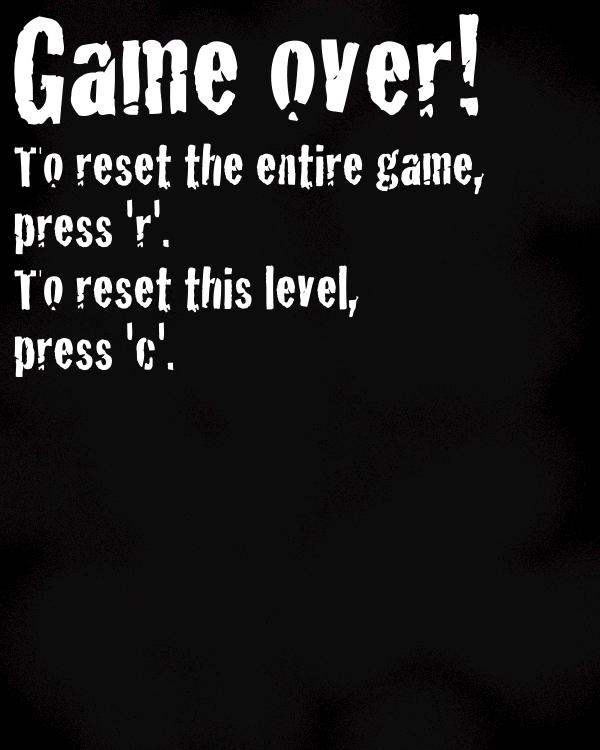 Game over!
To reset the entire game,
press 'r'.
To reset this level,
press 'c'.